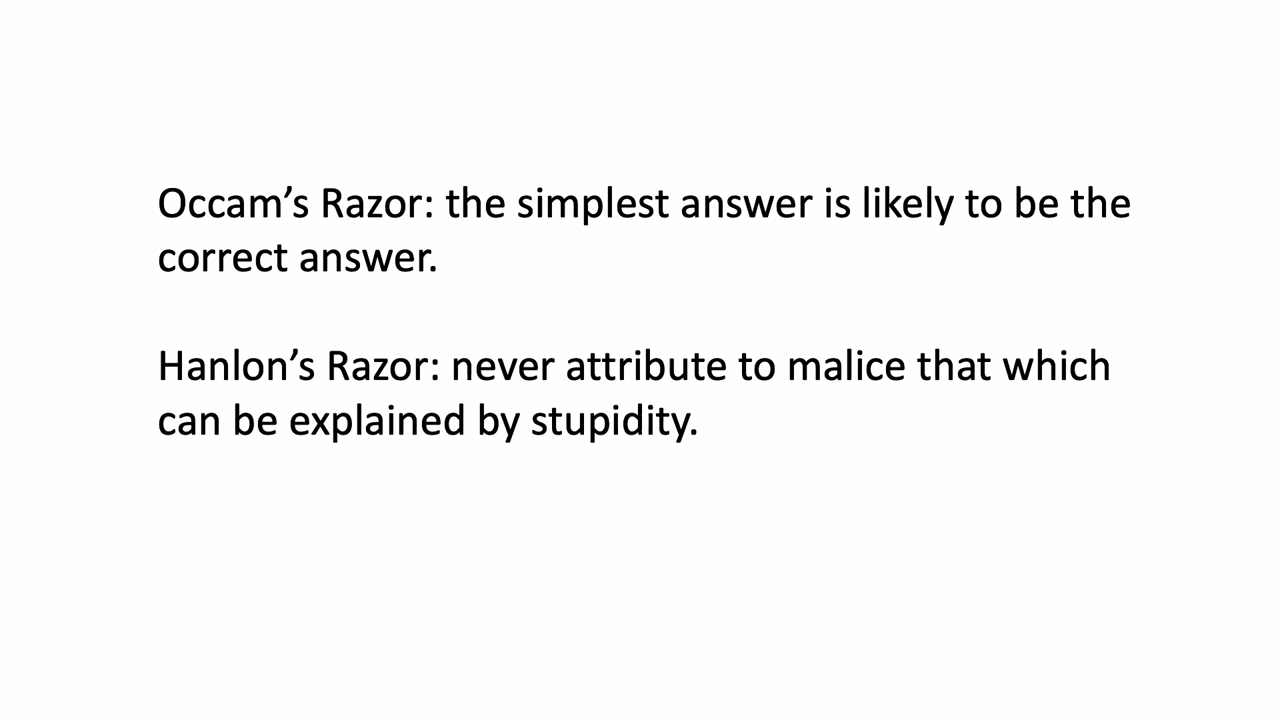 Occam’s Razor: the simplest answer is likely to be the
correct answer.
Hanlon’s Razor: never attribute to malice that which
can be explained by stupidity.